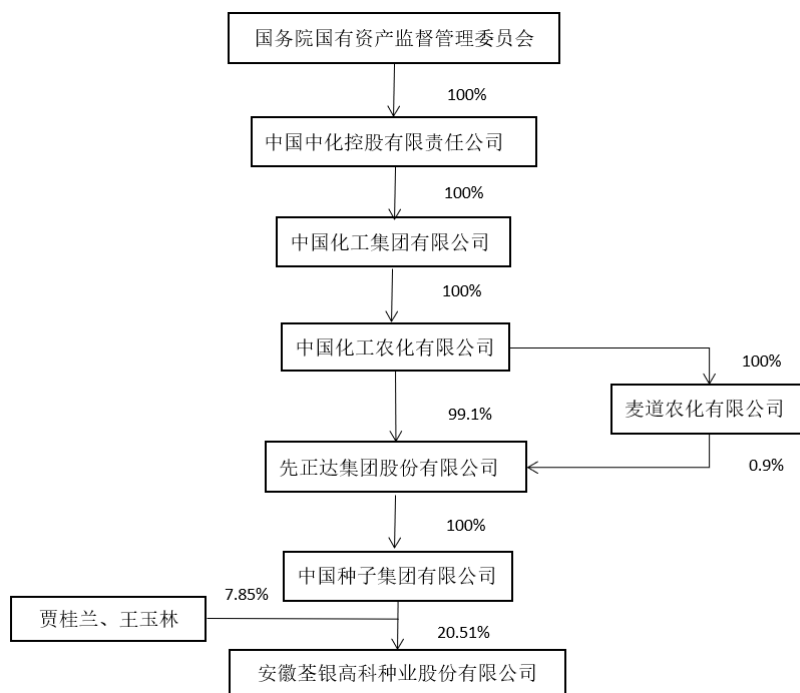 国务院国有资产监督管理委员会
100%
中国中化控股有限责任公司
100%
中国化工集团有限公司
100%
中国化工农化有限公司
100%
麦道农化有限公司
99.1%
先正达集团股份有限公司
0.9%
100%
中国种子集团有限公司
7.85%
贾桂兰、王玉林
20.51%
安徽荃银高科种业股份有限公司